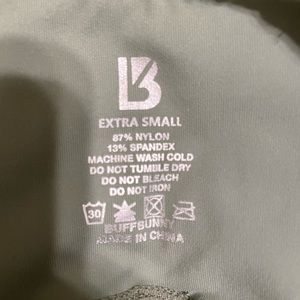 B
EXTRA SMALL
87% NYLON
13% SPANDEX
MACHINE WASH COLD
DO NOT TUMBLE DRY
DO NOT BLEACH
DO NOT IRON
30
BUFFBUNNY
MADE IN CHINA